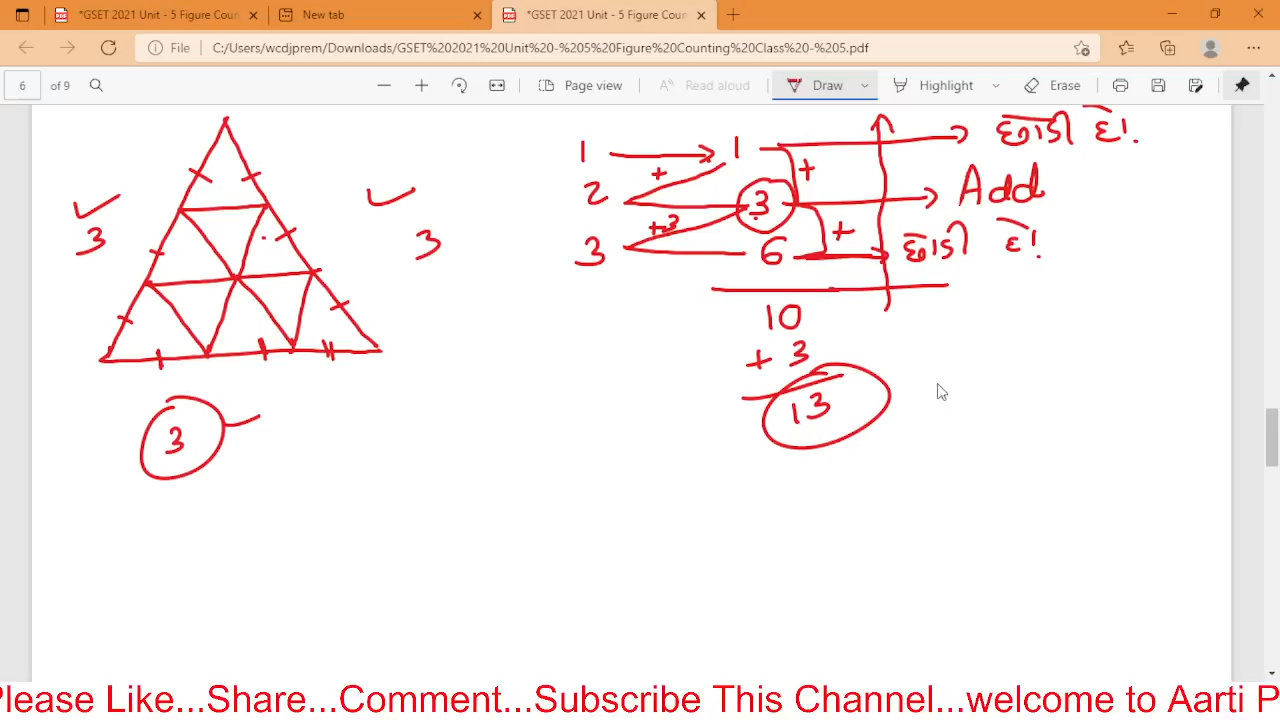 *GSET 2021 Unit - 5 Figure Coun
New tab
*GSET 2021 Unit - 5 Figure Coun
File
C:/Users/wcdjprem/Downloads/GSET%202021%20Unit%20-%205%20Figure%20Counting%20Class%20-%205.pdf
6 of 9
Page view
Read aloud
Draw
Highlight
Erase
1 1
+ +
2 3 Add
+3 +
3 6
10
+ 3
13
3 3
3
Please Like...Share...Comment...Subscribe This Channel...welcome to Aarti P